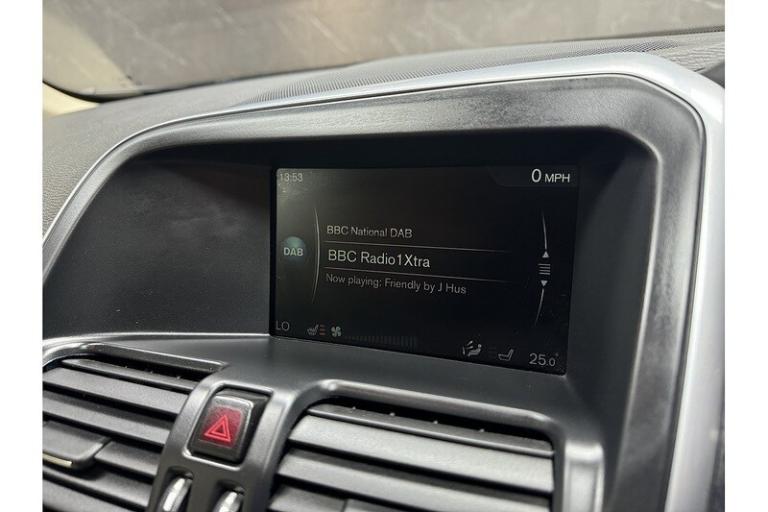 13:53
0 MPH
BBC National DAB
DAB
BBC Radio1Xtra
Now playing: Friendly by J Hus
LO
25.0°